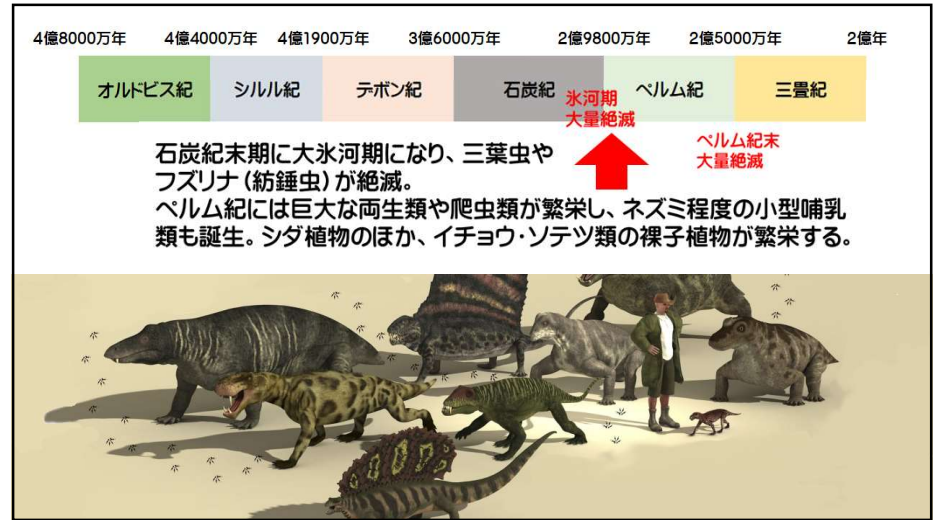 4億8000万年 4億4000万年 4億1900万年 3億6000万年 2億9800万年 2億5000万年 2億年
オルドビス紀 シルル紀 デボン紀 石炭紀 ペルム紀 三畳紀
氷河期
大量絶滅
ペルム紀末
大量絶滅
石炭紀末期に大氷河期になり、三葉虫や
フズリナ(紡錘虫)が絶滅。
ペルム紀には巨大な両生類や爬虫類が繁栄し、ネズミ程度の小型哺乳
類も誕生。シダ植物のほか、イチョウ・ソテツ類の裸子植物が繁栄する。